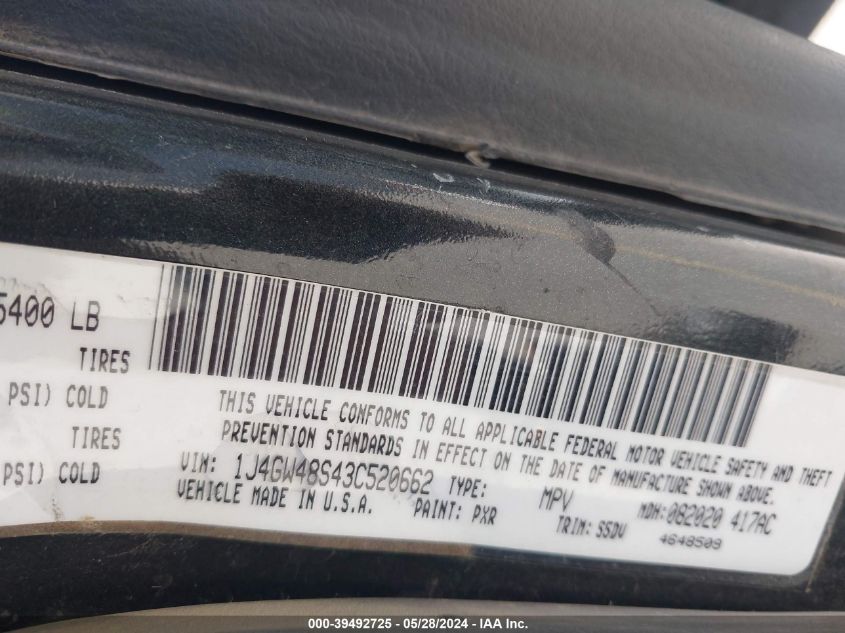 5400 LB
TIRES
PSI) COLD
TIRES
PSI) COLD
THIS VEHICLE CONFORMS TO ALL APPLICABLE FEDERAL MOTOR VEHICLE SAFETY AND THEFT
PREVENTION STANDARDS IN EFFECT ON THE DATE OF MANUFACTURE SHOWN ABOVE.
VIN: 1J4GW48S43C520662 TYPE: MPV MDH: 082020 417AC
VEHICLE MADE IN U.S.A. PAINT: PXR TRIM: SSDV 4648509
000-39492725 - 05/28/2024 - IAA Inc.